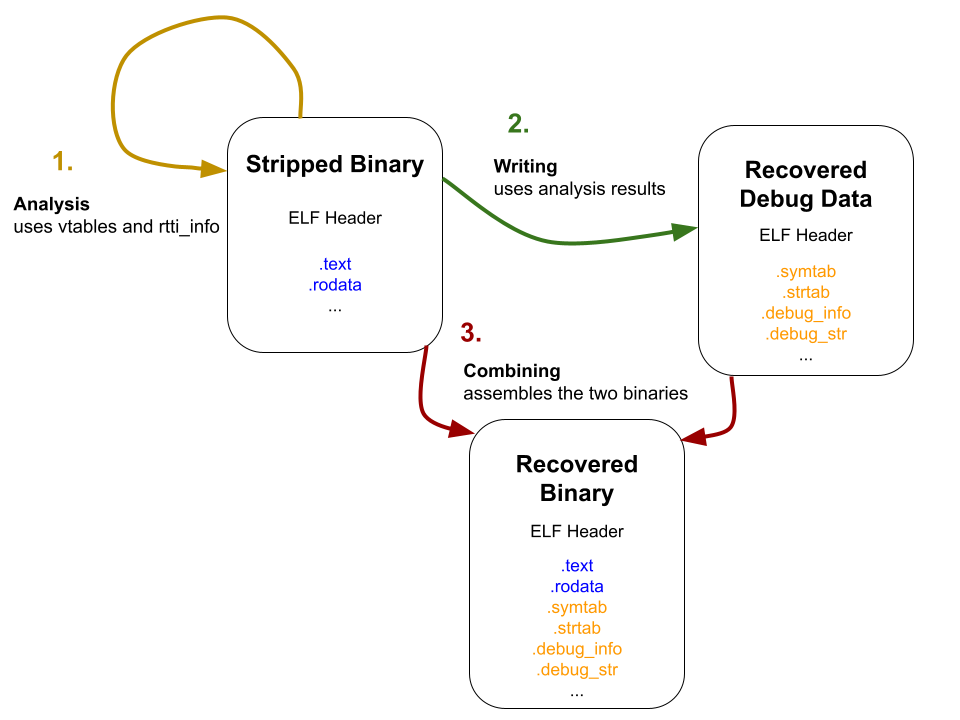 1.
Analysis
uses vtables and rtti_info
Stripped Binary
ELF Header
.text
.rodata
...
2.
Writing
uses analysis results
Recovered
Debug Data
ELF Header
.symtab
.strtab
.debug_info
.debug_str
...
3.
Combining
assembles the two binaries
Recovered
Binary
ELF Header
.text
.rodata
.symtab
.strtab
.debug_info
.debug_str
...